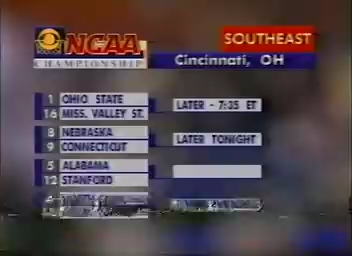 NCAA
CHAMPIONSHIP
SOUTHEAST
Cincinnati, OH
1 OHIO STATE
16 MISS. VALLEY ST.
LATER - 7:35 ET
8 NEBRASKA
9 CONNECTICUT
LATER TONIGHT
5 ALABAMA
12 STANFORD